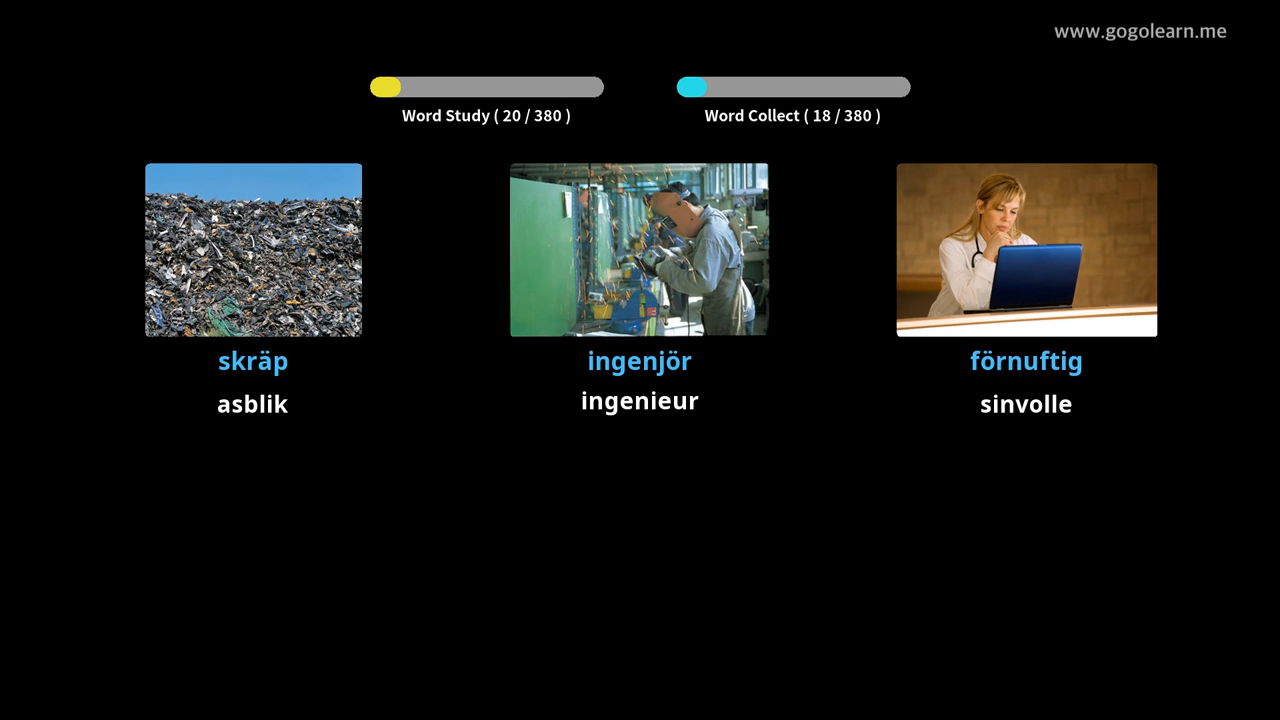 www.gogolearn.me
Word Study ( 20 / 380 )
Word Collect ( 18 / 380 )
skräp
ingenjör
förnuftig
asblik
ingenieur
sinvolle